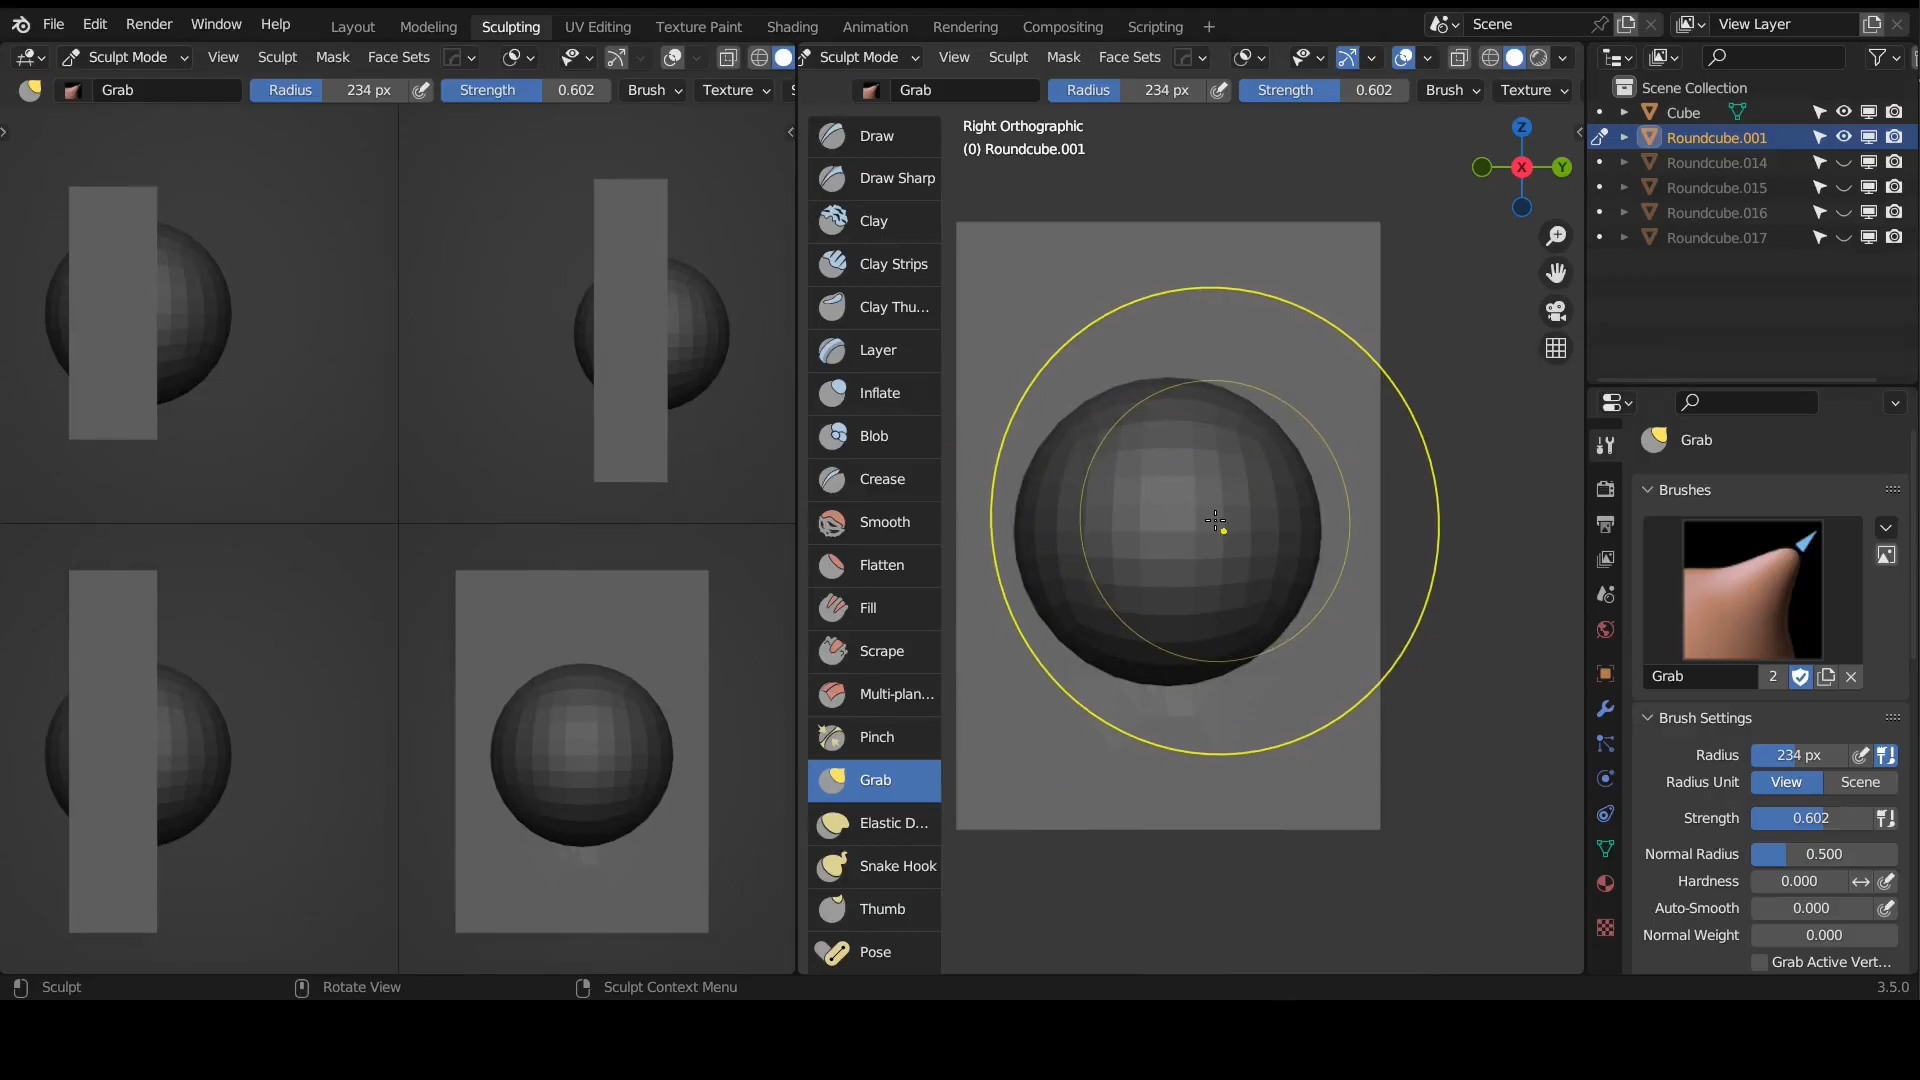 File Edit Render Window Help Layout Modeling Sculpting UV Editing Texture Paint Shading Animation Rendering Compositing Scripting + Scene View Layer
Sculpt Mode View Sculpt Mask Face Sets
Sculpt Mode View Sculpt Mask Face Sets
Grab Radius 234 px Strength 0.602 Brush
Texture
Grab Radius 234 px Strength 0.602 Brush Texture
Draw
Draw Sharp
Clay
Clay Strips
Clay Thu...
Layer
Inflate
Blob
Crease
Smooth
Flatten
Fill
Scrape
Multi-plan...
Pinch
Grab
Elastic D...
Snake Hook
Thumb
Pose
Right Orthographic
(0) Roundcube.001
Z
X
Y
Scene Collection
Cube
Roundcube.001
Roundcube.014
Roundcube.015
Roundcube.016
Roundcube.017
Grab
Brushes
Grab 2
Brush Settings
Radius 234 px
Radius Unit View Scene
Strength 0.602
Normal Radius 0.500
Hardness 0.000
Auto-Smooth 0.000
Normal Weight 0.000
Grab Active Vert...
Sculpt Rotate View Sculpt Context Menu 3.5.0